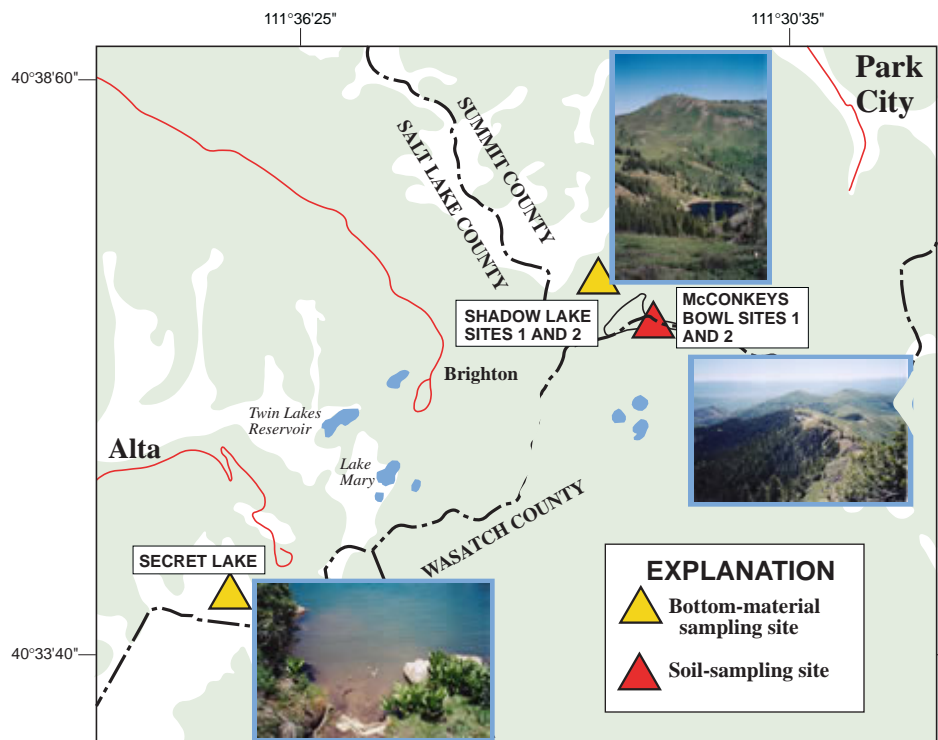 111°36'25"
111°30'35"
40°38'60"
Park
City
SUMMIT COUNTY
SALT LAKE COUNTY
SHADOW LAKE
SITES 1 AND 2
McCONKEYS
BOWL SITES 1
AND 2
Brighton
Twin Lakes
Reservoir
Alta
Lake
Mary
WASATCH COUNTY
SECRET LAKE
EXPLANATION
Bottom-material
sampling site
Soil-sampling site
40°33'40"